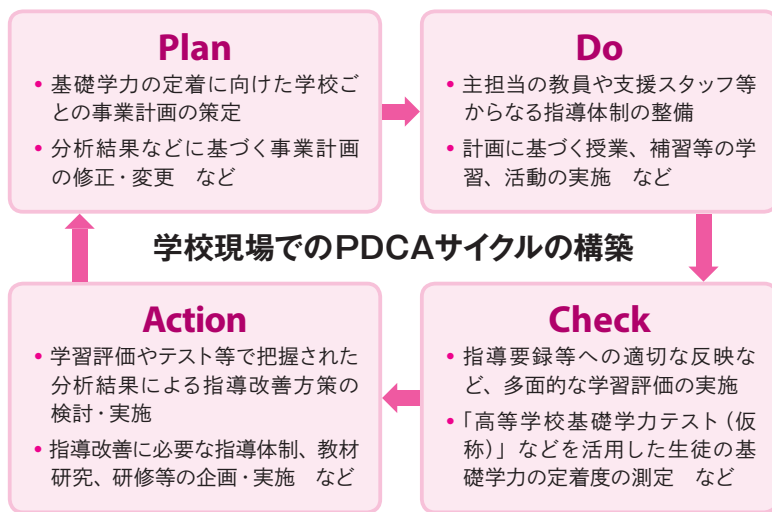 Plan
• 基礎学力の定着に向けた学校ご
との事業計画の策定
• 分析結果などに基づく事業計画
の修正・変更　など
Do
• 主担当の教員や支援スタッフ等
からなる指導体制の整備
• 計画に基づく授業、補習等の学
習、活動の実施　など
学校現場でのPDCAサイクルの構築
Action
• 学習評価やテスト等で把握された
分析結果による指導改善方策の
検討・実施
• 指導改善に必要な指導体制、教材
研究、研修等の企画・実施　など
Check
• 指導要録等への適切な反映な
ど、多面的な学習評価の実施
• 「高等学校基礎学力テスト（仮
称）」などを活用した生徒の基
礎学力の定着度の測定　など